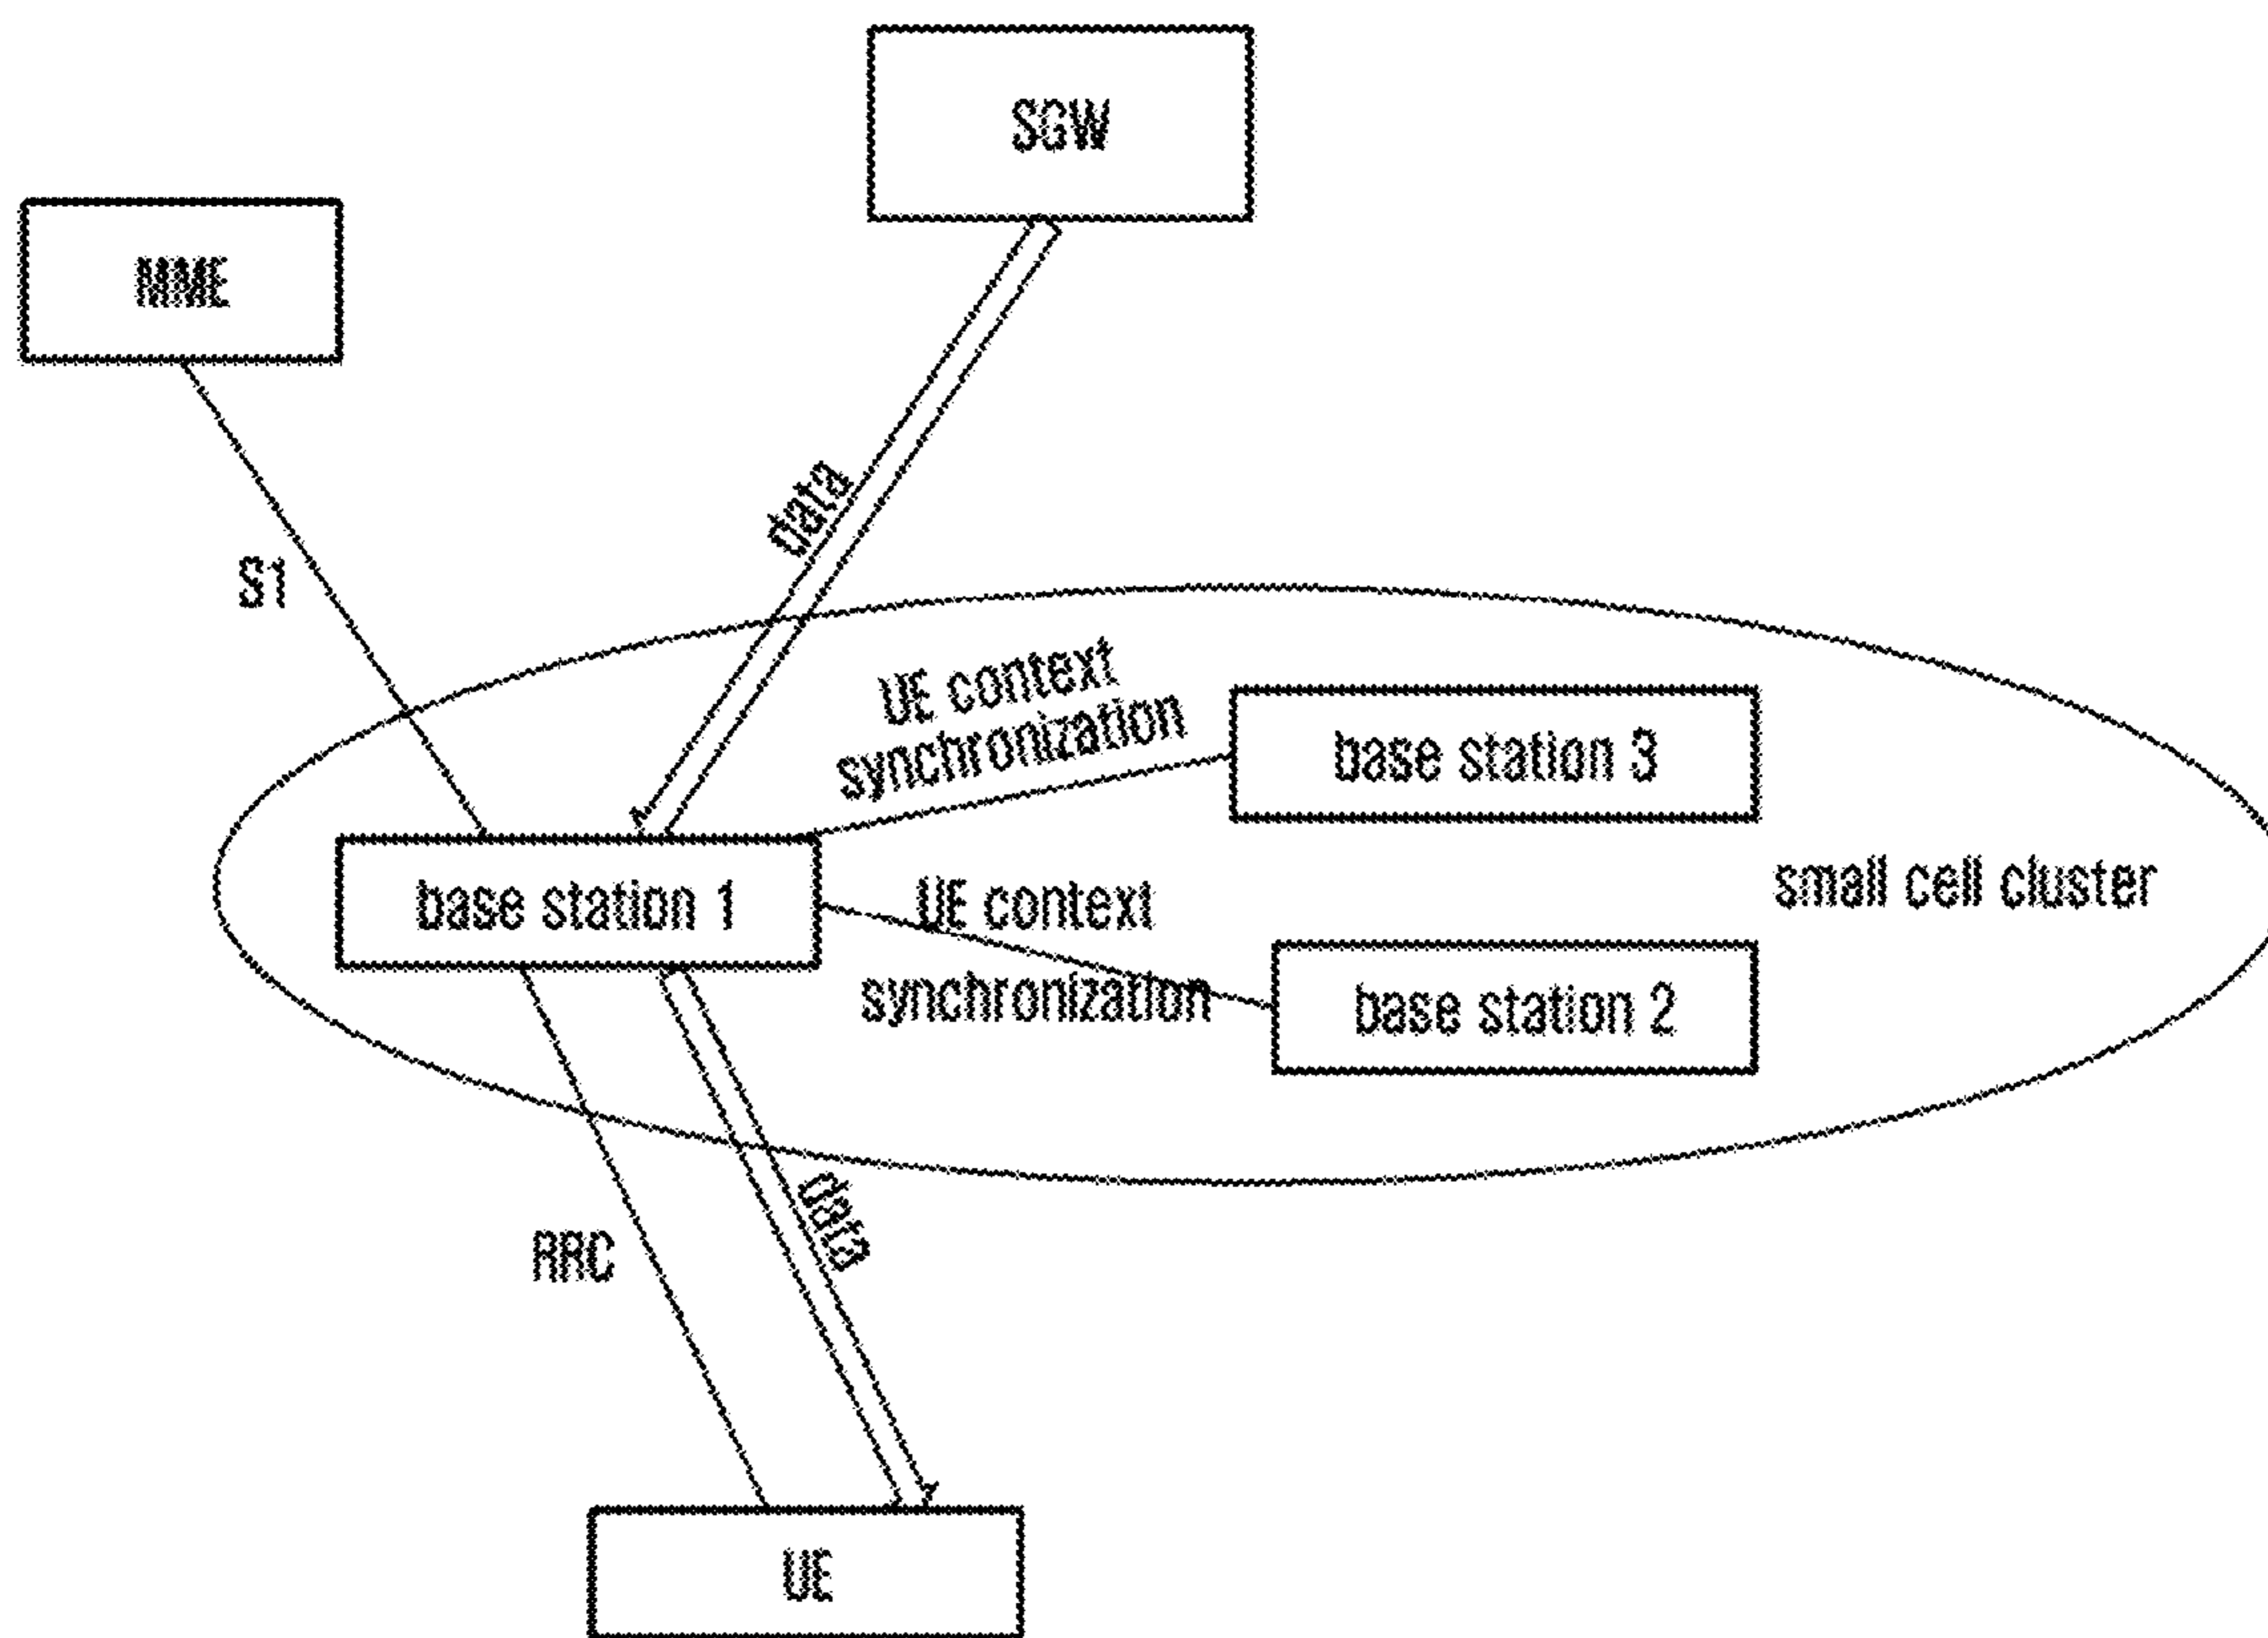 SGW
MME
data
S1
UE context
synchronization
base station 3
small cell cluster
base station 1
UE context
synchronization
base station 2
data
RRC
UE